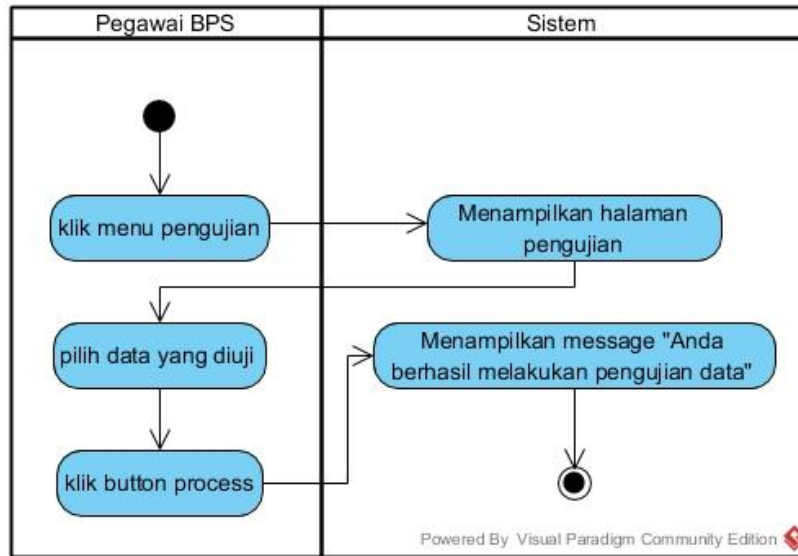 Pegawai BPS
Sistem
klik menu pengujian
Menampilkan halaman
pengujian
pilih data yang diuji
Menampilkan message "Anda
berhasil melakukan pengujian data"
klik button process
Powered By Visual Paradigm Community Edition